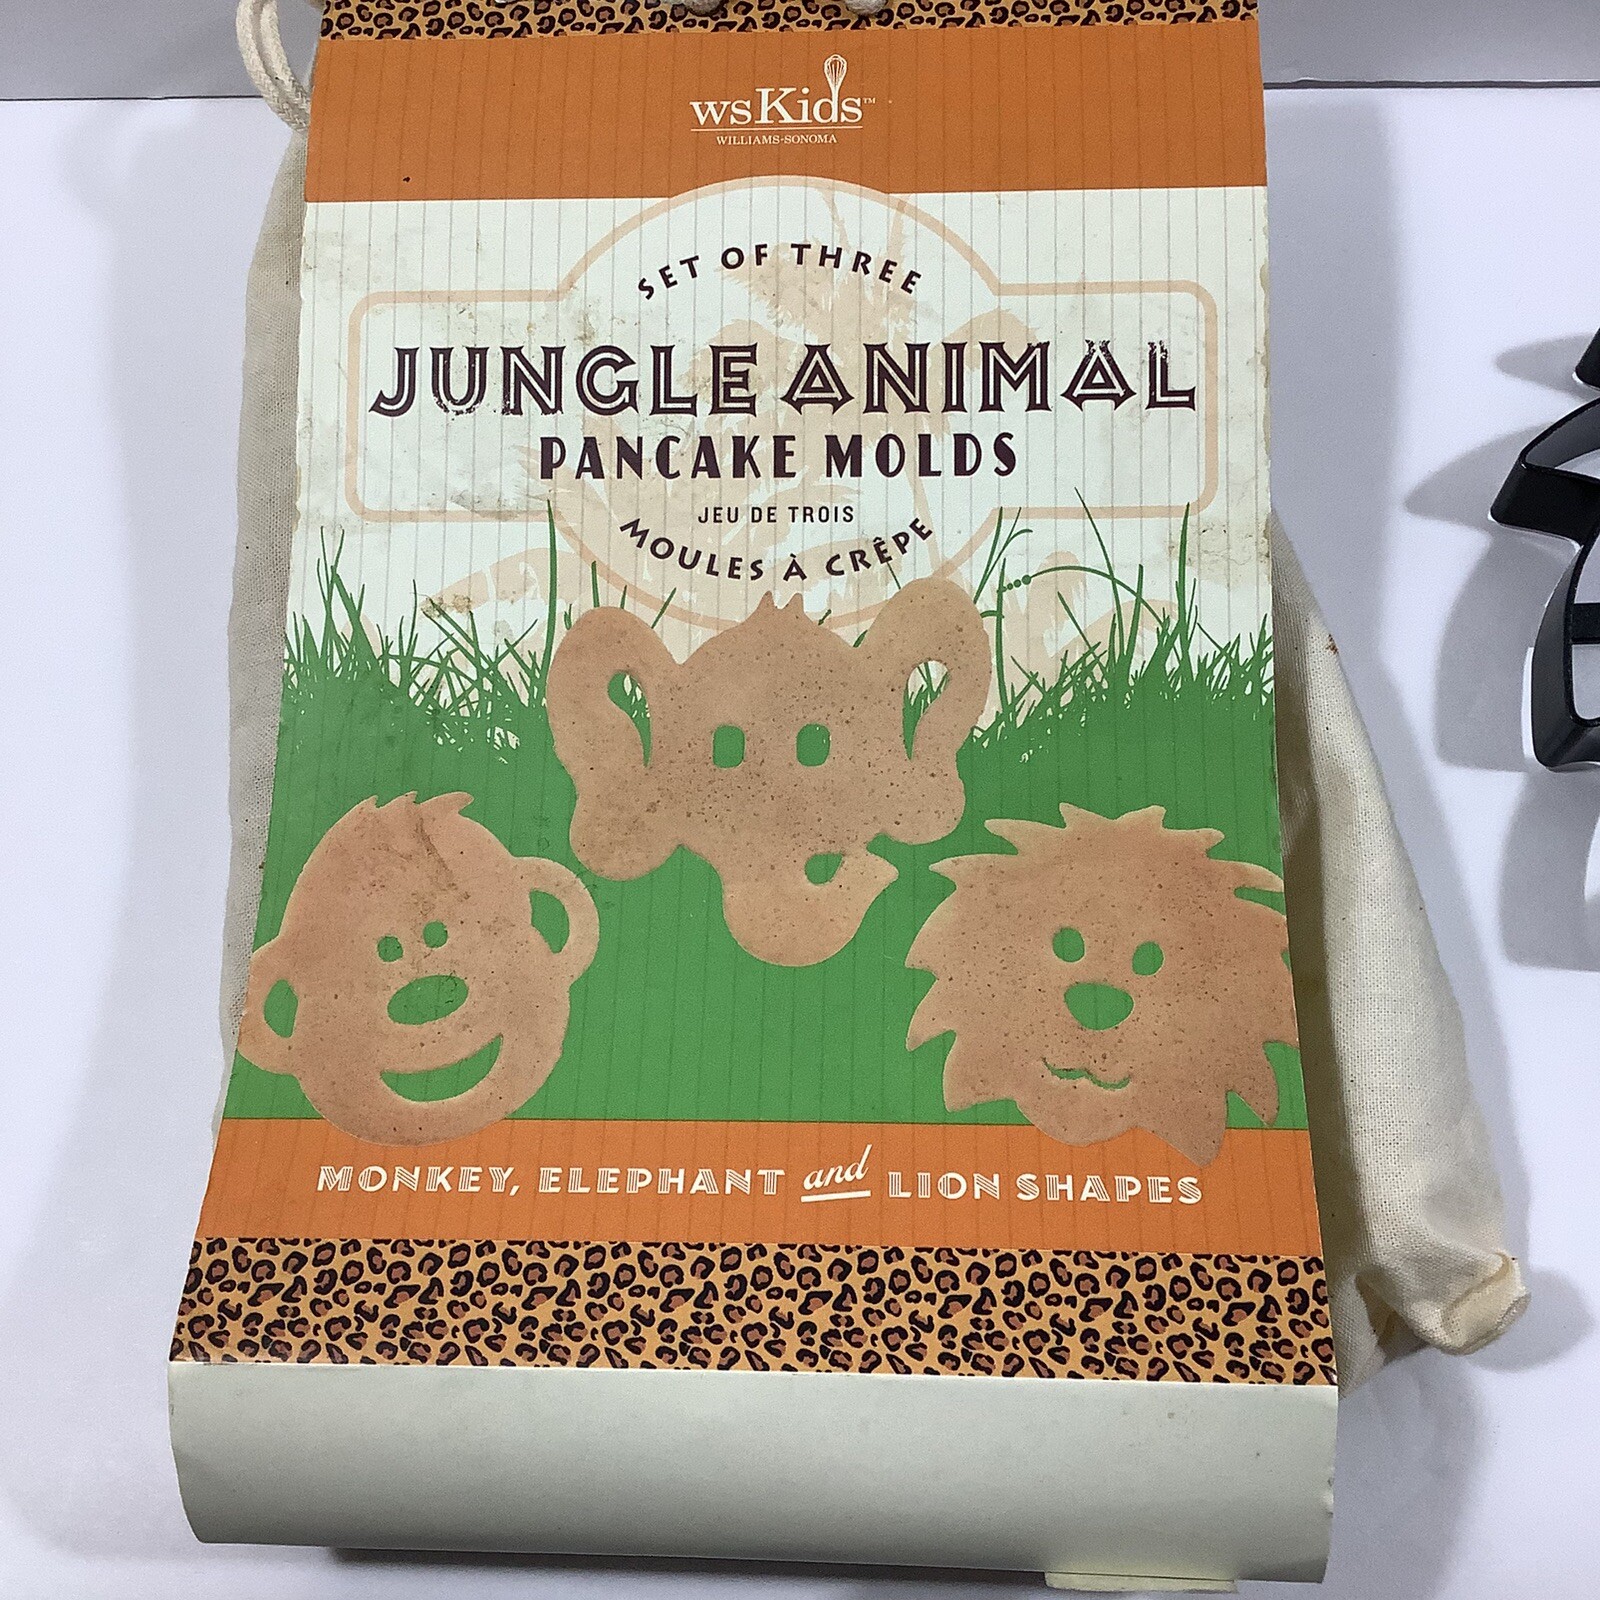 wsKids™
WILLIAMS-SONOMA
SET OF THREE
JUNGLE ANIMAL
PANCAKE MOLDS
JEU DE TROIS
MOULES À CRÊPE
MONKEY, ELEPHANT and LION SHAPES